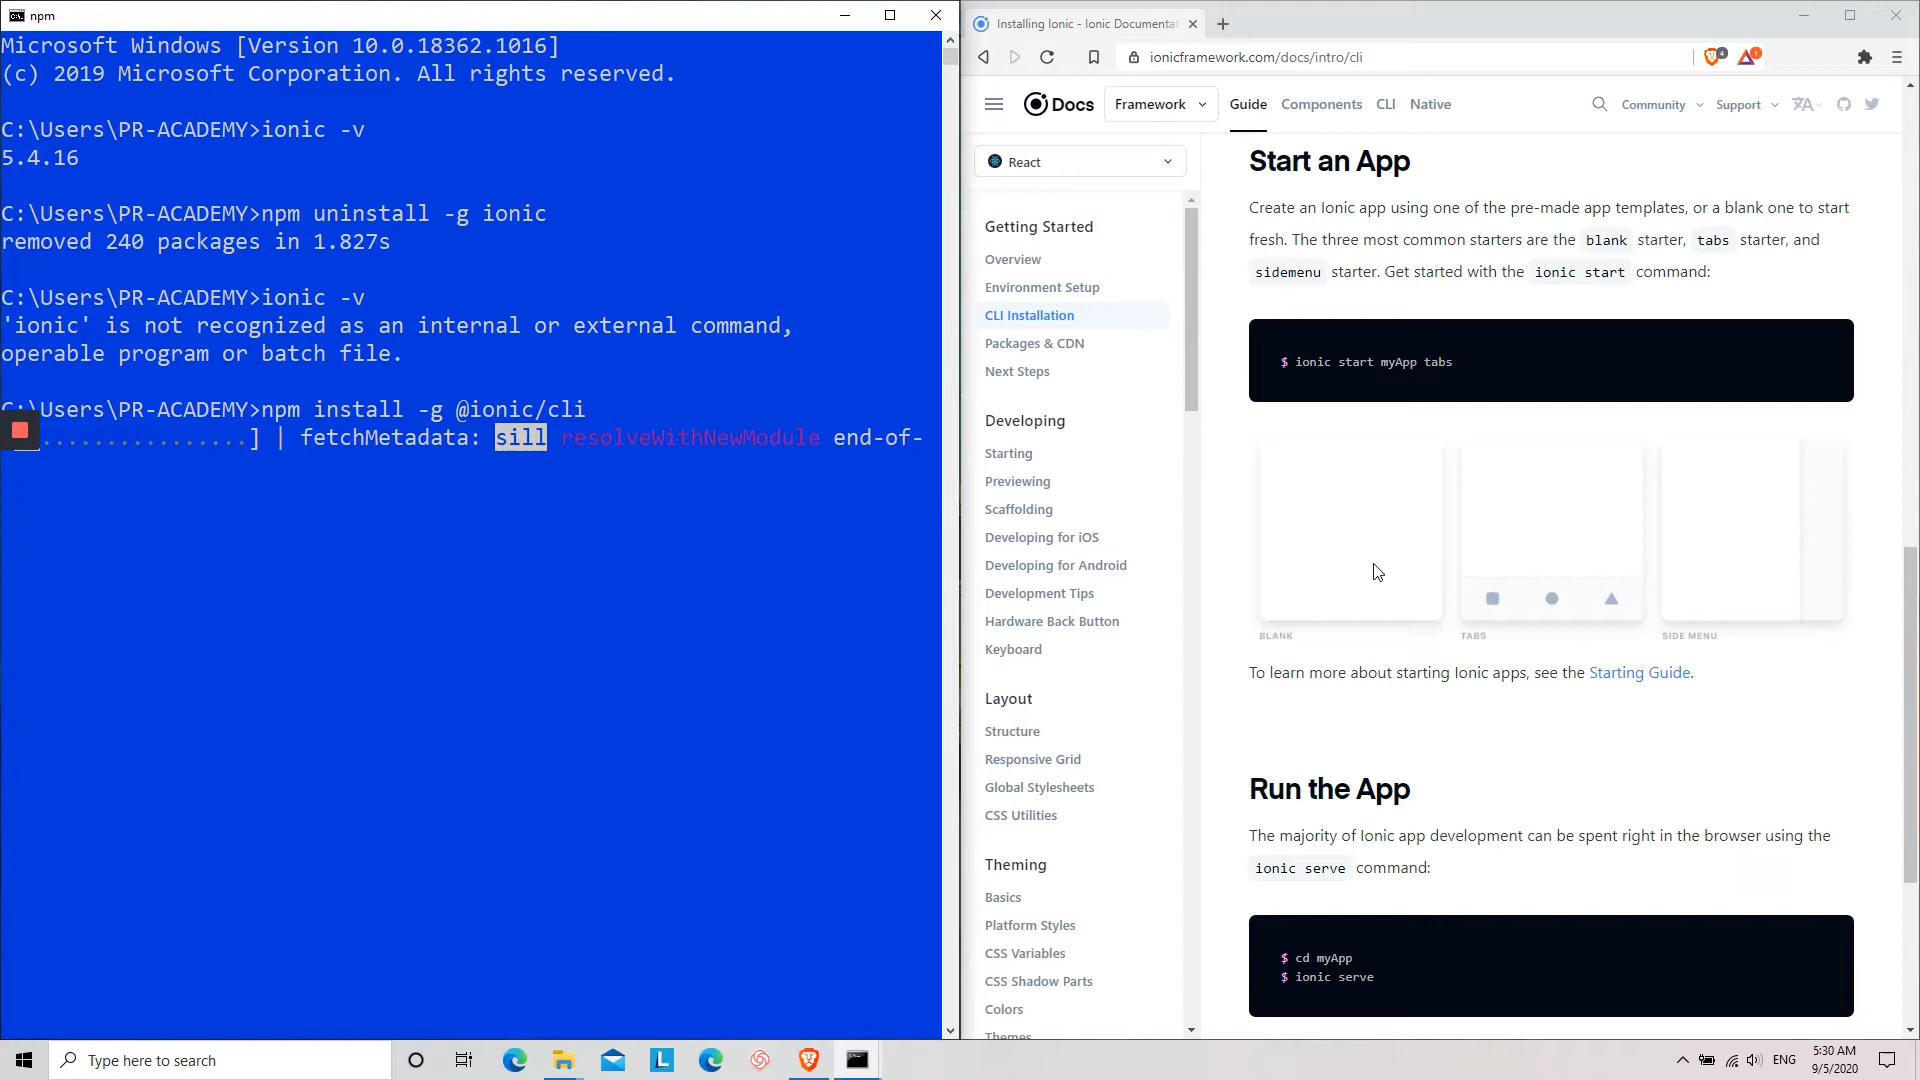 npm
Microsoft Windows [Version 10.0.18362.1016]
(c) 2019 Microsoft Corporation. All rights reserved.
C:\Users\PR-ACADEMY>ionic -v
5.4.16
C:\Users\PR-ACADEMY>npm uninstall -g ionic
removed 240 packages in 1.827s
C:\Users\PR-ACADEMY>ionic -v
'ionic' is not recognized as an internal or external command,
operable program or batch file.
C:\Users\PR-ACADEMY>npm install -g @ionic/cli
................] | fetchMetadata: sill resolveWithNewModule end-of-
Installing Ionic - Ionic Documentat
ionicframework.com/docs/intro/cli
4
1
Docs
Framework
Guide
Components
CLI
Native
Community
Support
React
Getting Started
Overview
Environment Setup
CLI Installation
Packages & CDN
Next Steps
Developing
Starting
Previewing
Scaffolding
Developing for iOS
Developing for Android
Development Tips
Hardware Back Button
Keyboard
Layout
Structure
Responsive Grid
Global Stylesheets
CSS Utilities
Theming
Basics
Platform Styles
CSS Variables
CSS Shadow Parts
Colors
Themes
Start an App
Create an Ionic app using one of the pre-made app templates, or a blank one to start
fresh. The three most common starters are the blank starter, tabs starter, and
sidemenu starter. Get started with the ionic start command:
$ ionic start myApp tabs
BLANK
TABS
SIDE MENU
To learn more about starting Ionic apps, see the Starting Guide.
Run the App
The majority of Ionic app development can be spent right in the browser using the
ionic serve command:
$ cd myApp
$ ionic serve
Type here to search
ENG
5:30 AM
9/5/2020